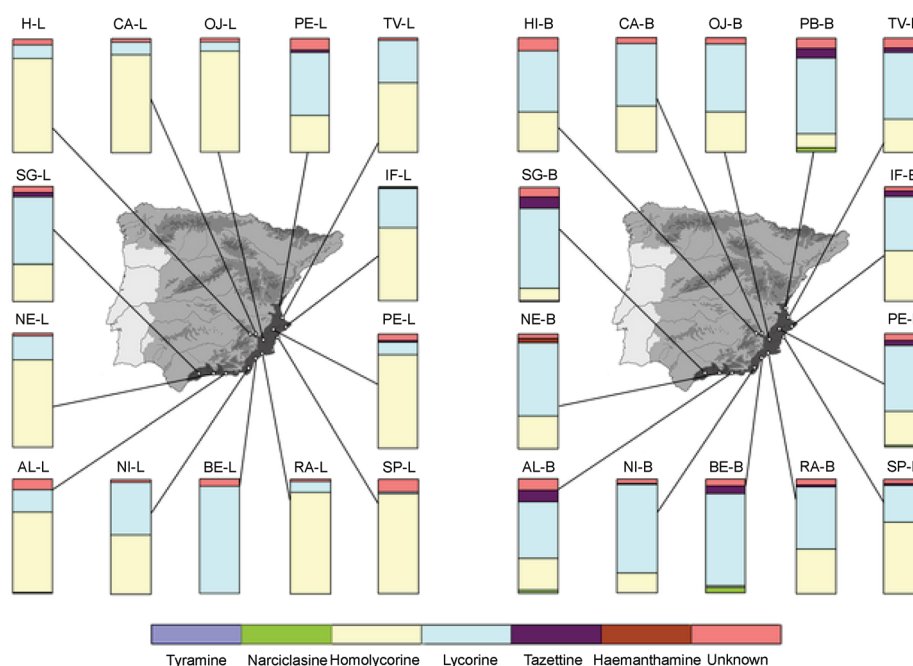 H-L CA-L OJ-L PE-L TV-L HI-B CA-B OJ-B PB-B
SG-L IF-L SG-B
NE-L PE-L NE-B
AL-L NI-L BE-L RA-L SP-L AL-B NI-B BE-B RA-B
Tyramine Narciclasine Homolycorine Lycorine Tazettine Haemanthamine Unknown